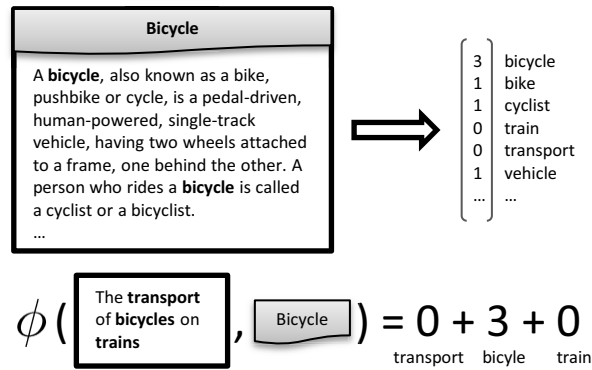 Bicycle
A bicycle, also known as a bike,
pushbike or cycle, is a pedal-driven,
human-powered, single-track
vehicle, having two wheels attached
to a frame, one behind the other. A
person who rides a bicycle is called
a cyclist or a bicyclist.
…
3 bicycle
1 bike
1 cyclist
0 train
0 transport
1 vehicle
… …
ϕ ( The transport
of bicycles on
trains , Bicycle ) = 0 + 3 + 0
transport bicyle train